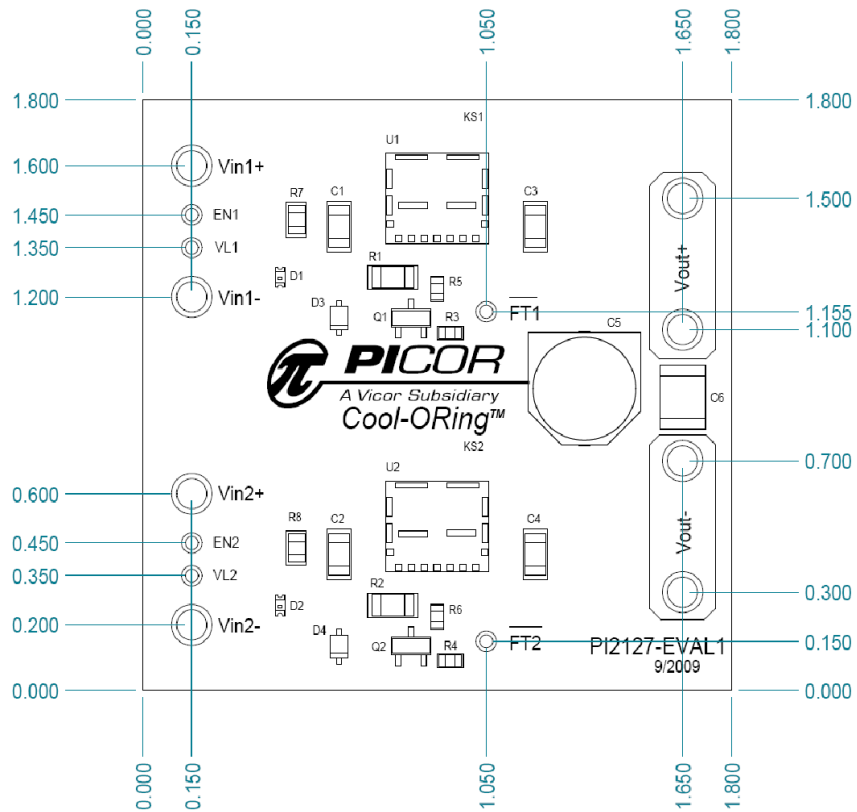 0.000
0.150
1.050
1.650
1.800
1.800
1.800
KS1
U1
1.600
Vin1+
R7
C1
C3
1.500
1.450
EN1
1.350
VL1
Vout+
R1
D1
R5
1.200
Vin1-
D3
Q1
R3
FT1
C5
1.155
1.100
π PICOR
A Vicor Subsidiary
Cool-ORing™
C6
KS2
U2
0.700
0.600
Vin2+
R8
C2
C4
Vout-
0.450
EN2
0.350
VL2
R2
D2
R6
0.300
0.200
Vin2-
D4
Q2
R4
FT2
0.150
PI2127-EVAL1
9/2009
0.000
0.000
0.000
0.150
1.050
1.650
1.800